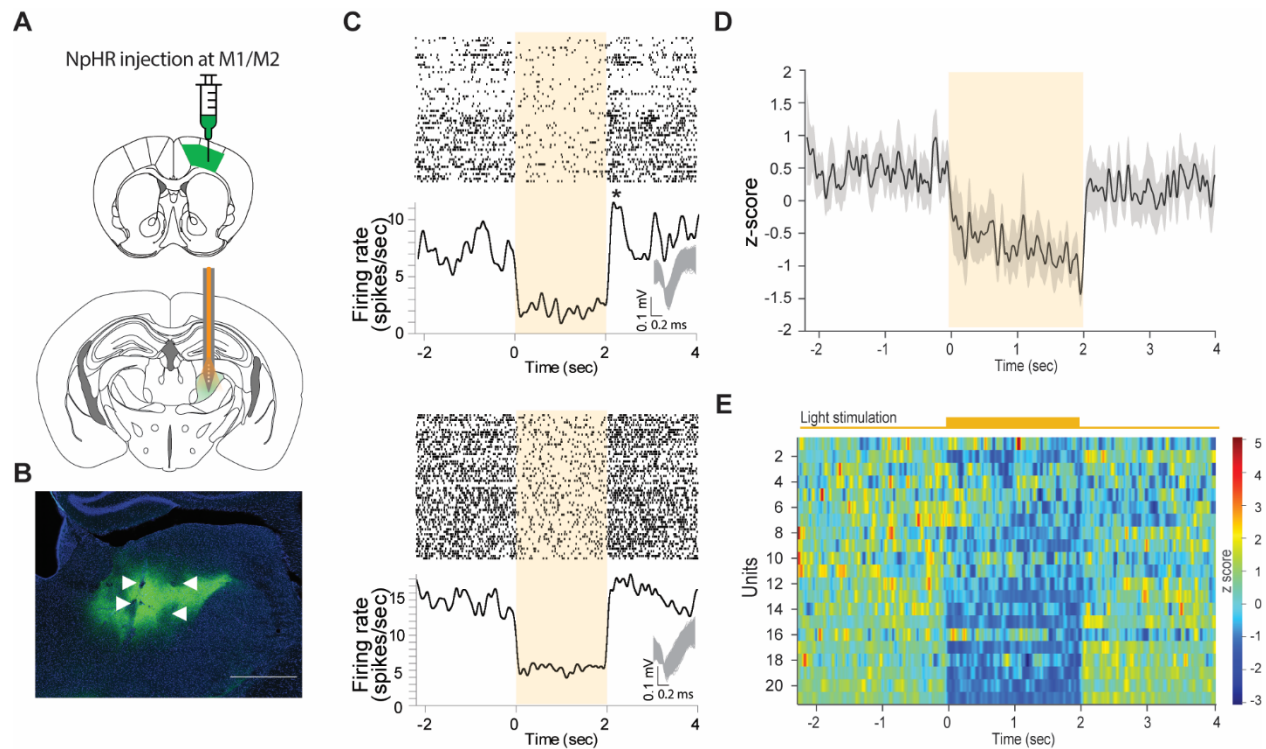 A
NpHR injection at M1/M2
B
C
*
Firing rate
(spikes/sec)
10
5
0
0.1 mV
0.2 ms
-2
0
2
4
Time (sec)
Firing rate
(spikes/sec)
15
10
5
0
0.1 mV
0.2 ms
-2
0
2
4
Time (sec)
D
z-score
2
1.5
1
0.5
0
-0.5
-1
-1.5
-2
-2
-1
0
1
2
3
4
Time (sec)
E
Light stimulation
Units
2
4
6
8
10
12
14
16
18
20
-2
-1
0
1
2
3
4
Time (sec)
5
4
3
2
1
0
-1
-2
-3
z score